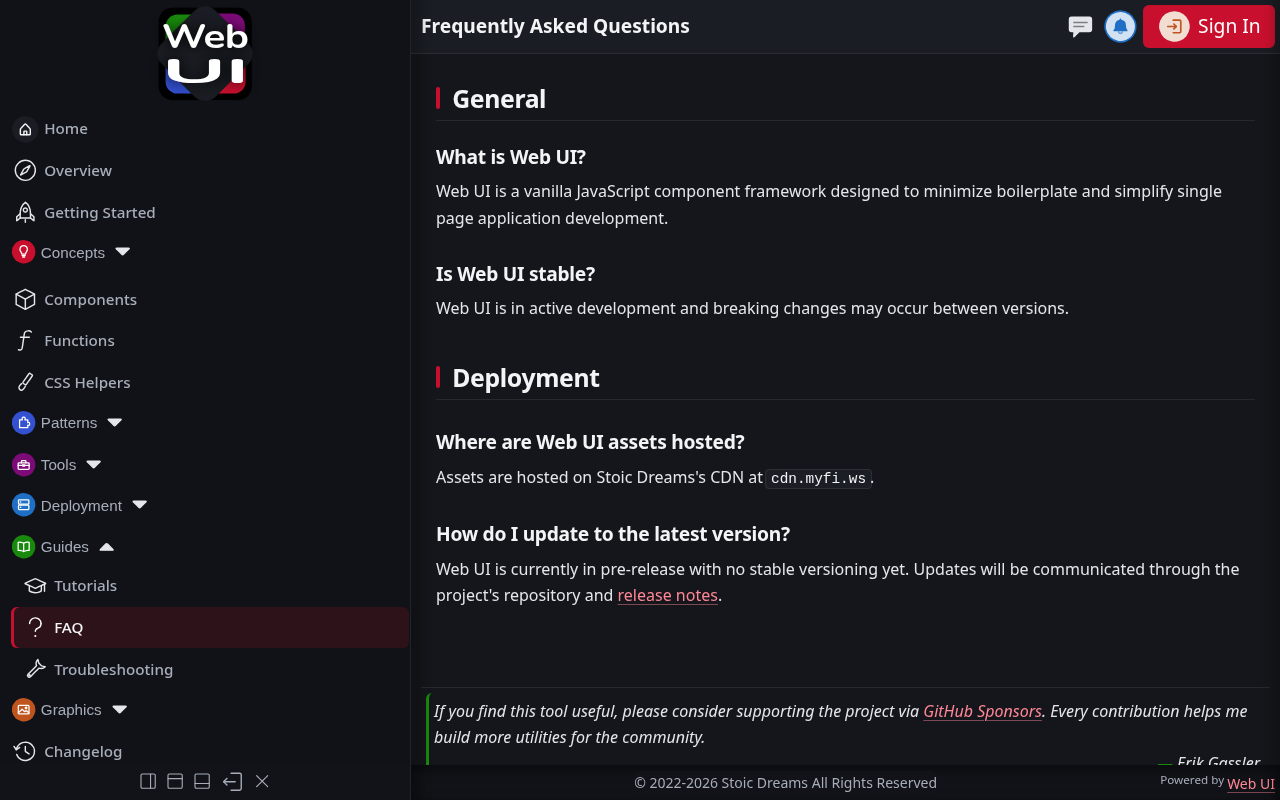 Web
UI
Home
Overview
Getting Started
Concepts
Components
Functions
CSS Helpers
Patterns
Tools
Deployment
Guides
Tutorials
FAQ
Troubleshooting
Graphics
Changelog
Frequently Asked Questions
Sign In
General
What is Web UI?
Web UI is a vanilla JavaScript component framework designed to minimize boilerplate and simplify single
page application development.
Is Web UI stable?
Web UI is in active development and breaking changes may occur between versions.
Deployment
Where are Web UI assets hosted?
Assets are hosted on Stoic Dreams's CDN at cdn.myfi.ws.
How do I update to the latest version?
Web UI is currently in pre-release with no stable versioning yet. Updates will be communicated through the
project's repository and release notes.
If you find this tool useful, please consider supporting the project via GitHub Sponsors. Every contribution helps me
build more utilities for the community.
— Erik Gassler
© 2022-2026 Stoic Dreams All Rights Reserved
Powered by Web UI